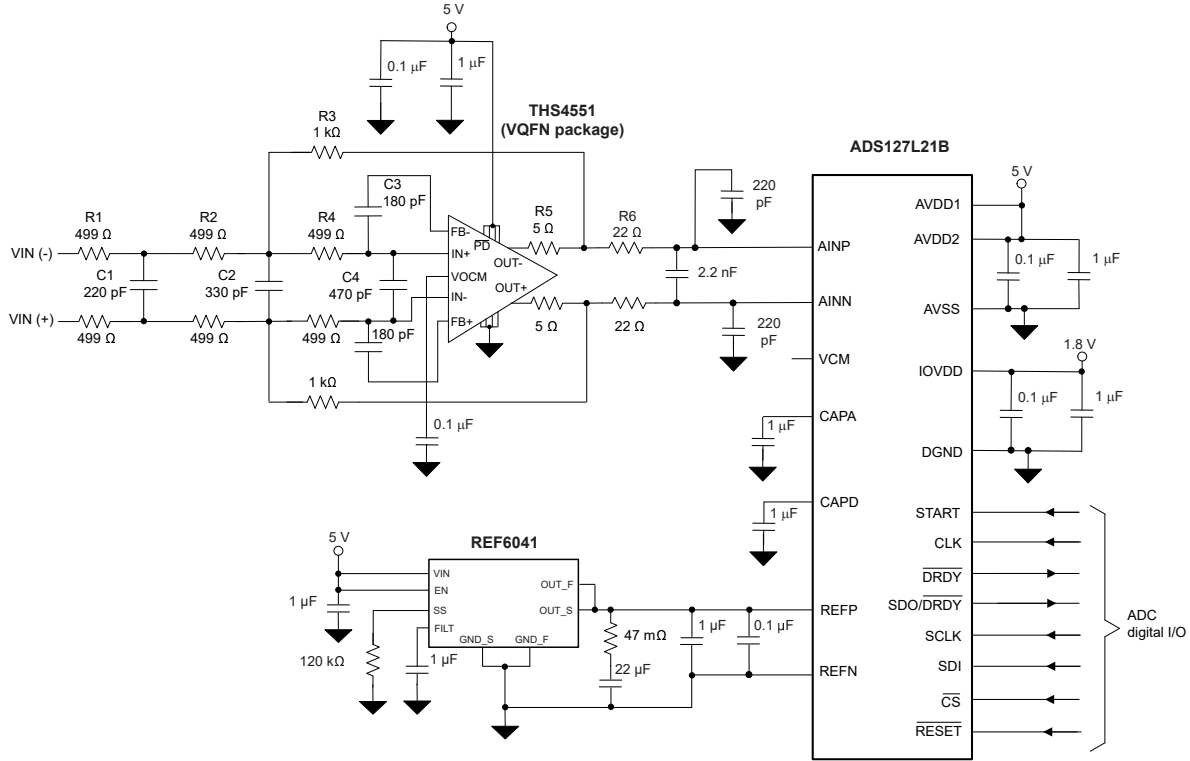 5 V
0.1 μF
1 μF
THS4551
(VQFN package)
R3
1 kΩ
C3
180 pF
R1
499 Ω
R2
499 Ω
R4
499 Ω
VIN (-)
C1
220 pF
C2
330 pF
C4
470 pF
VIN (+)
499 Ω
499 Ω
499 Ω
180 pF
1 kΩ
0.1 μF
FB-
PD
IN+
OUT-
VOCM
OUT+
IN-
FB+
R5
5 Ω
R6
22 Ω
5 Ω
22 Ω
2.2 nF
220
pF
220
pF
ADS127L21B
AINP
AINN
VCM
CAPA
1 μF
CAPD
1 μF
REFP
REFN
AVDD1
AVDD2
AVSS
IOVDD
DGND
START
CLK
DRDY
SDO/DRDY
SCLK
SDI
CS
RESET
5 V
0.1 μF
1 μF
1.8 V
0.1 μF
1 μF
ADC
digital I/O
REF6041
5 V
VIN
EN
SS
FILT
GND_S
GND_F
OUT_F
OUT_S
1 μF
120 kΩ
1 μF
47 mΩ
22 μF
1 μF
0.1 μF